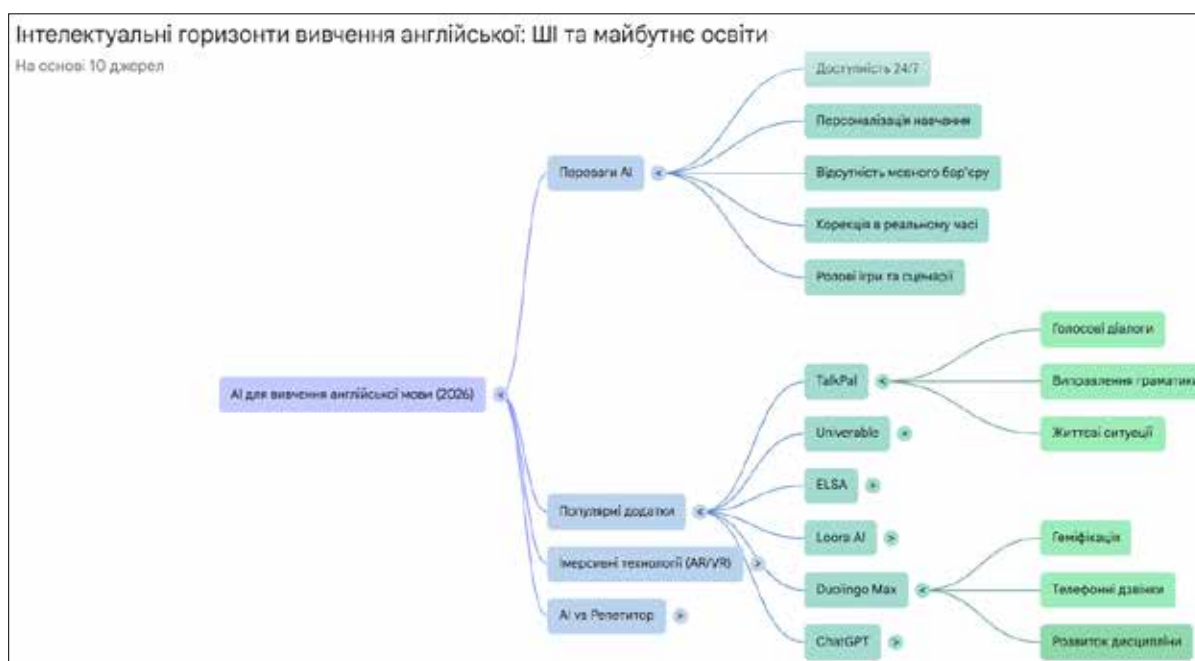 Інтелектуальні горизонти вивчення англійської: ШІ та майбутнє освіти
На основі 10 джерел
Доступність 24/7
Персоналізація навчання
Переваги AI
Відсутність мовного бар'єру
Корекція в реальному часі
Рольові ігри та сценарії
Голосові діалоги
AI для вивчення англійської мови (2026)
TalkPal
Виправлення граматики
Univerable
Життєві ситуації
ELSA
Популярні додатки
Loora AI
Гейміфікація
Імерсивні технології (AR/VR)
Duolingo Max
Телефонні дзвінки
AI vs Репетитор
ChatGPT
Розвиток дисципліни